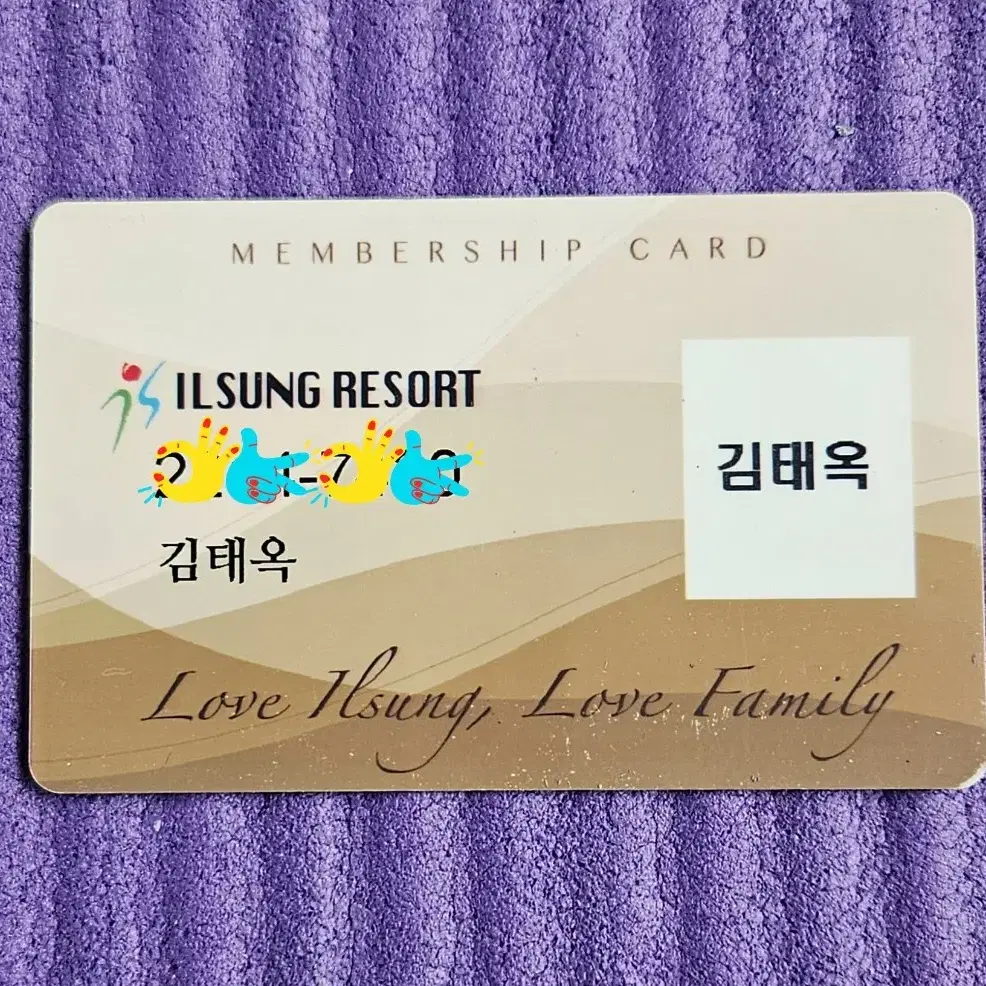 MEMBERSHIP CARD
ILSUNG RESORT
김태옥
김태옥
Love Ilsung, Love Family